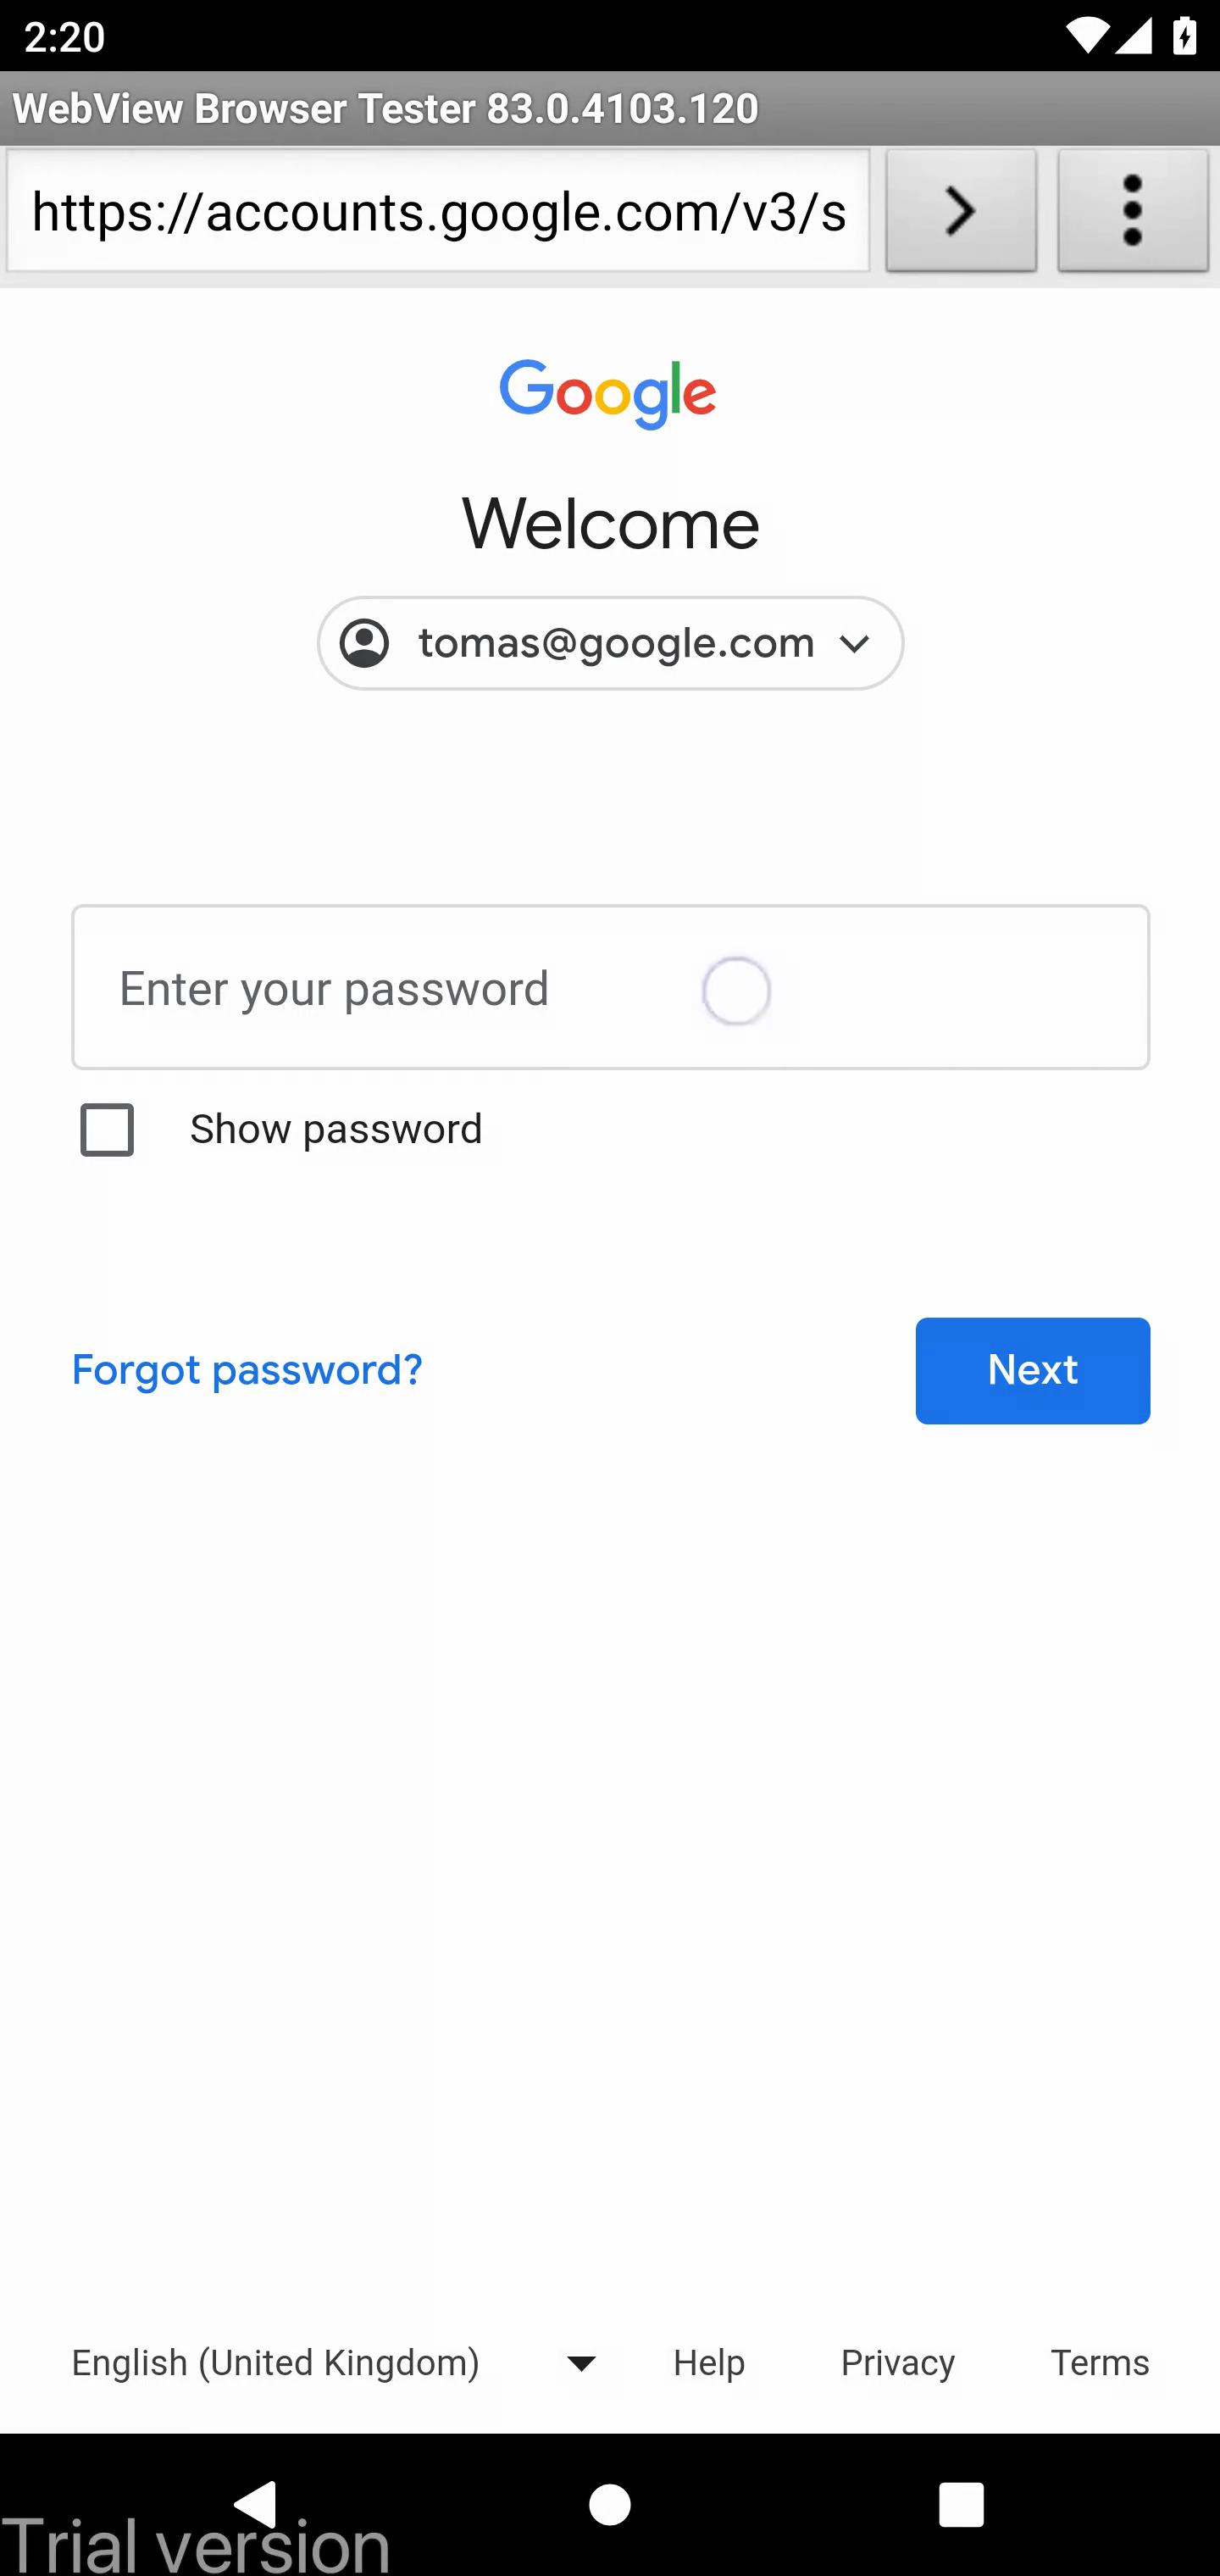 2:20
WebView Browser Tester 83.0.4103.120
https://accounts.google.com/v3/s
Google
Welcome
tomas@google.com
Enter your password
Show password
Forgot password?
Next
English (United Kingdom)
Help
Privacy
Terms
Trial version